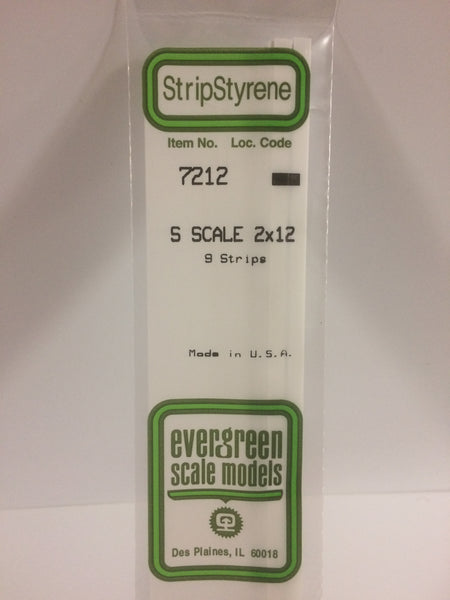 StripStyrene
Item No. Loc. Code
7212
S SCALE 2x12
9 Strips
Made in U.S.A.
evergreen
scale models
Des Plaines, IL 60018